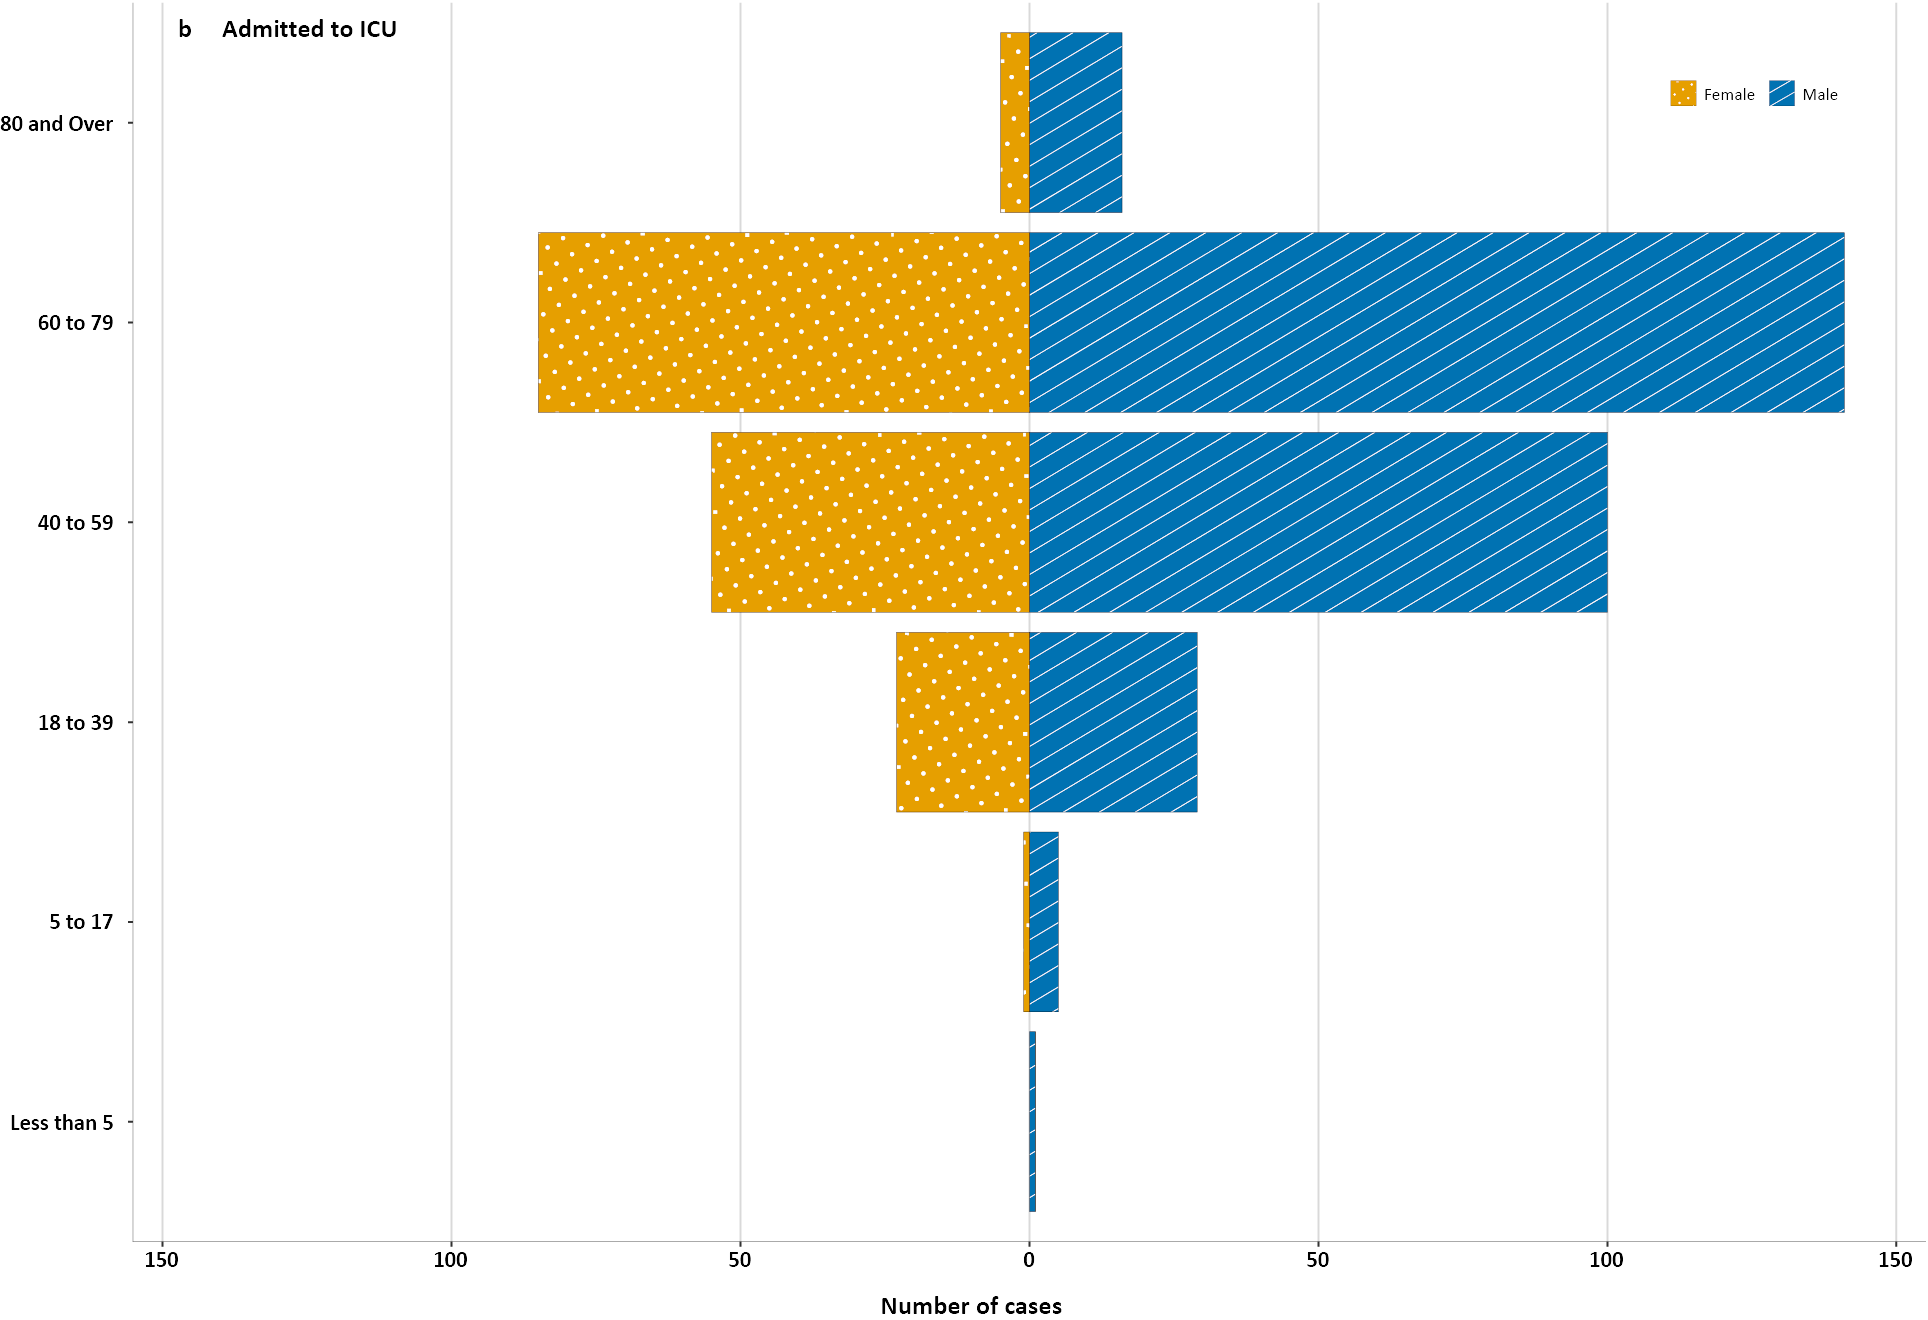 b Admitted to ICU
Female Male
80 and Over
60 to 79
40 to 59
18 to 39
5 to 17
Less than 5
150 100 50 0 50 100 150
Number of cases